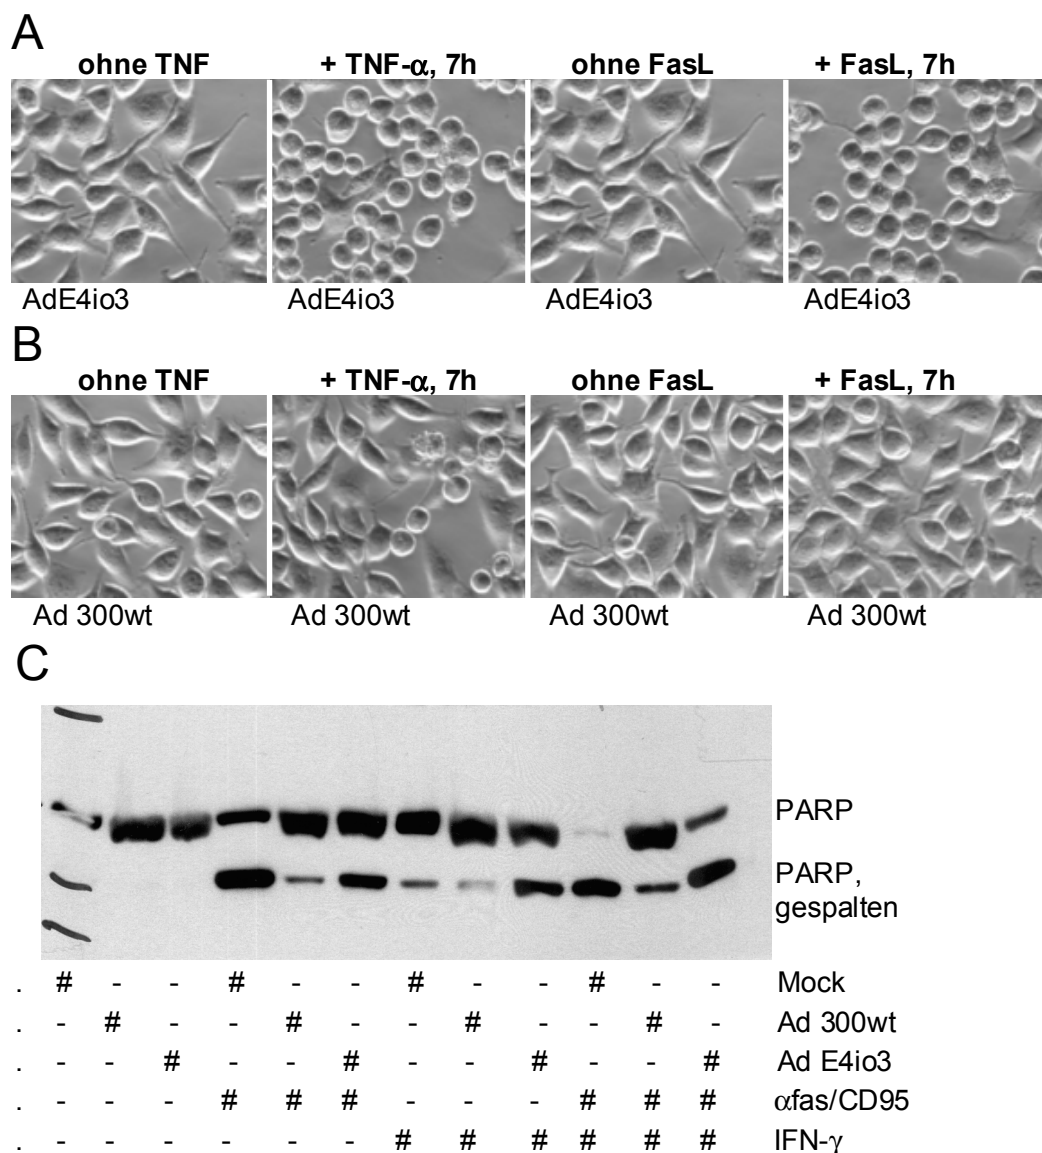 A
ohne TNF + TNF-α, 7h ohne FasL + FasL, 7h
AdE4io3 AdE4io3 AdE4io3 AdE4io3
B
ohne TNF + TNF-α, 7h ohne FasL + FasL, 7h
Ad 300wt Ad 300wt Ad 300wt Ad 300wt
C
PARP
PARP,
gespalten
. # - - # - - # - - # - - Mock
. - # - - # - - # - - # - Ad 300wt
. - - # - - # - - # - - # Ad E4io3
. - - - # # # - - - # # # αfas/CD95
. - - - - - - # # # # # # IFN-γ